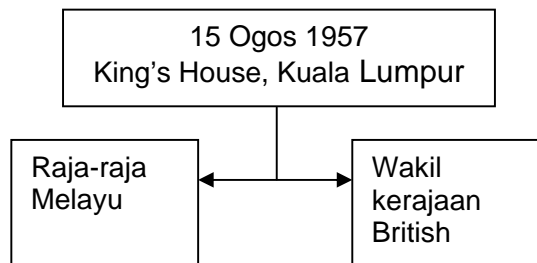 15 Ogos 1957
King’s House, Kuala Lumpur
Raja-raja
Melayu
Wakil
kerajaan
British